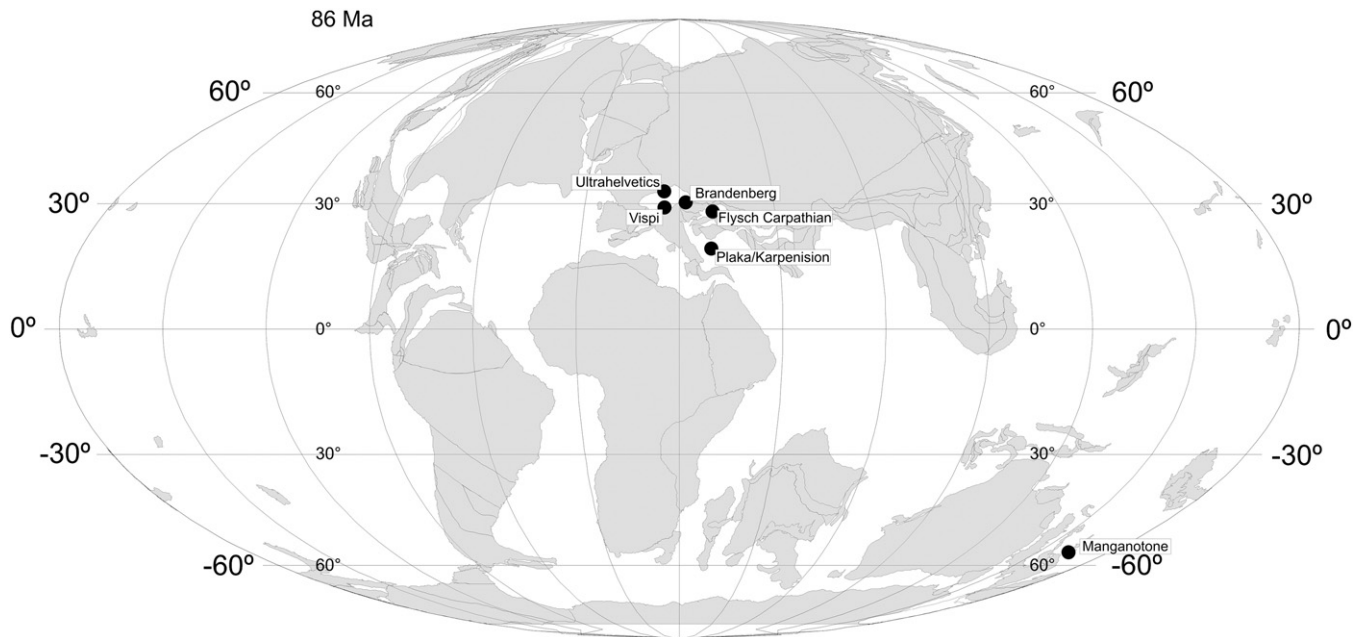 86 Ma
60º 60° 60° 60º
Ultrahelvetics Brandenberg
30º 30° 30° 30º
Vispi Flysch Carpathian
Plaka/Karpenision
0º 0° 0° 0º
-30º 30° 30° -30º
Manganotone
-60º 60° 60° -60º